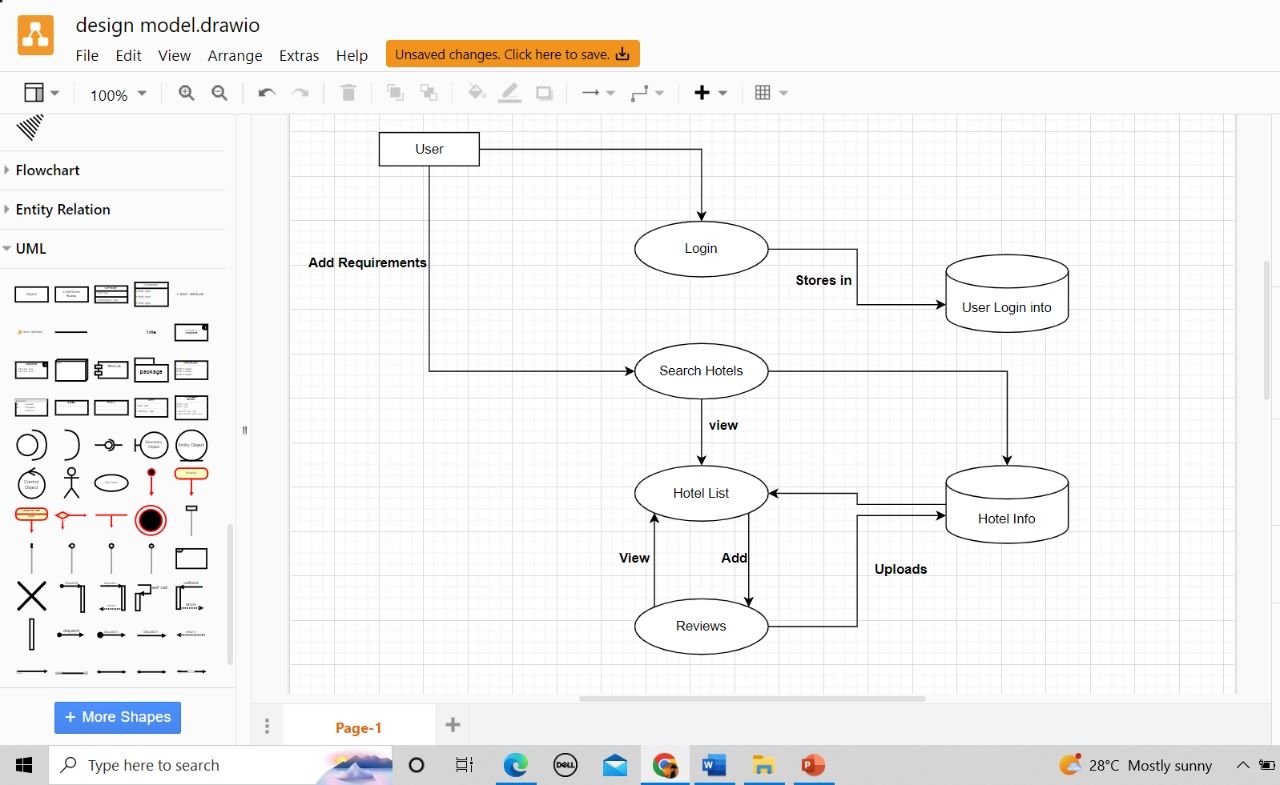 design model.drawio
File Edit View Arrange Extras Help
Unsaved changes. Click here to save.
100%
Flowchart
Entity Relation
UML
package
+ More Shapes
User
Login
Add Requirements
Stores in
User Login into
Search Hotels
view
Hotel List
Hotel Info
View
Add
Uploads
Reviews
Page-1
Type here to search
DELL
28°C Mostly sunny